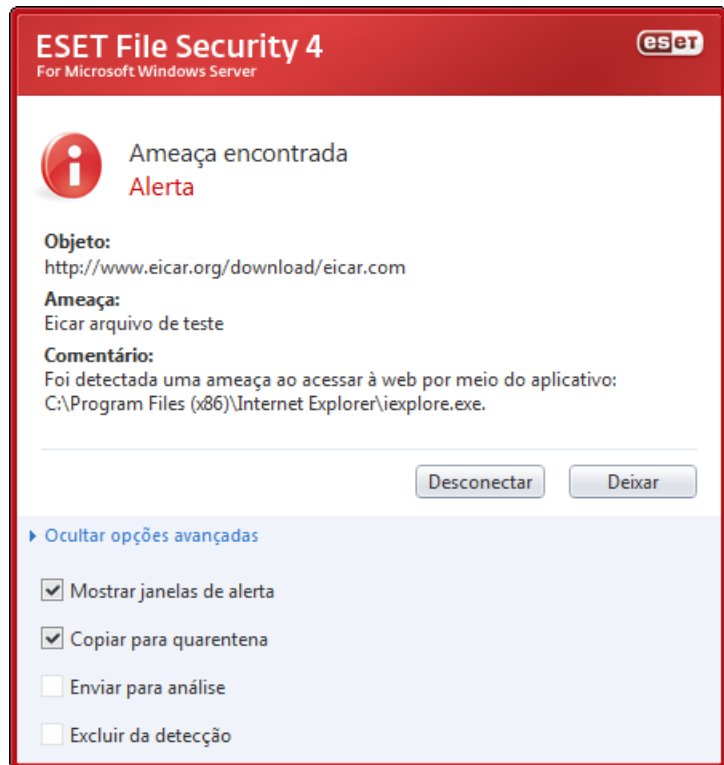 ESET File Security 4
For Microsoft Windows Server
eset
Ameaça encontrada
Alerta
Objeto:
http://www.eicar.org/download/eicar.com
Ameaça:
Eicar arquivo de teste
Comentário:
Foi detectada uma ameaça ao acessar à web por meio do aplicativo:
C:\Program Files (x86)\Internet Explorer\iexplore.exe.
Desconectar
Deixar
Ocultar opções avançadas
Mostrar janelas de alerta
Copiar para quarentena
Enviar para análise
Excluir da detecção